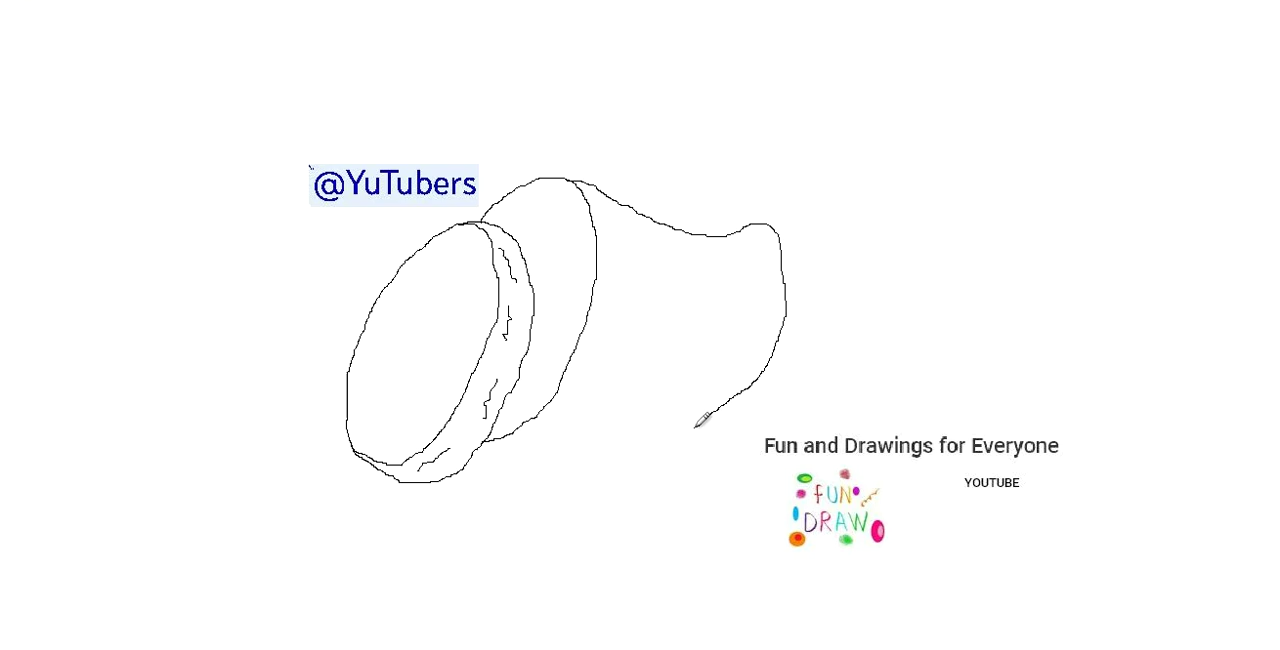 @YuTubers
Fun and Drawings for Everyone
YOUTUBE
fUN
DRAW